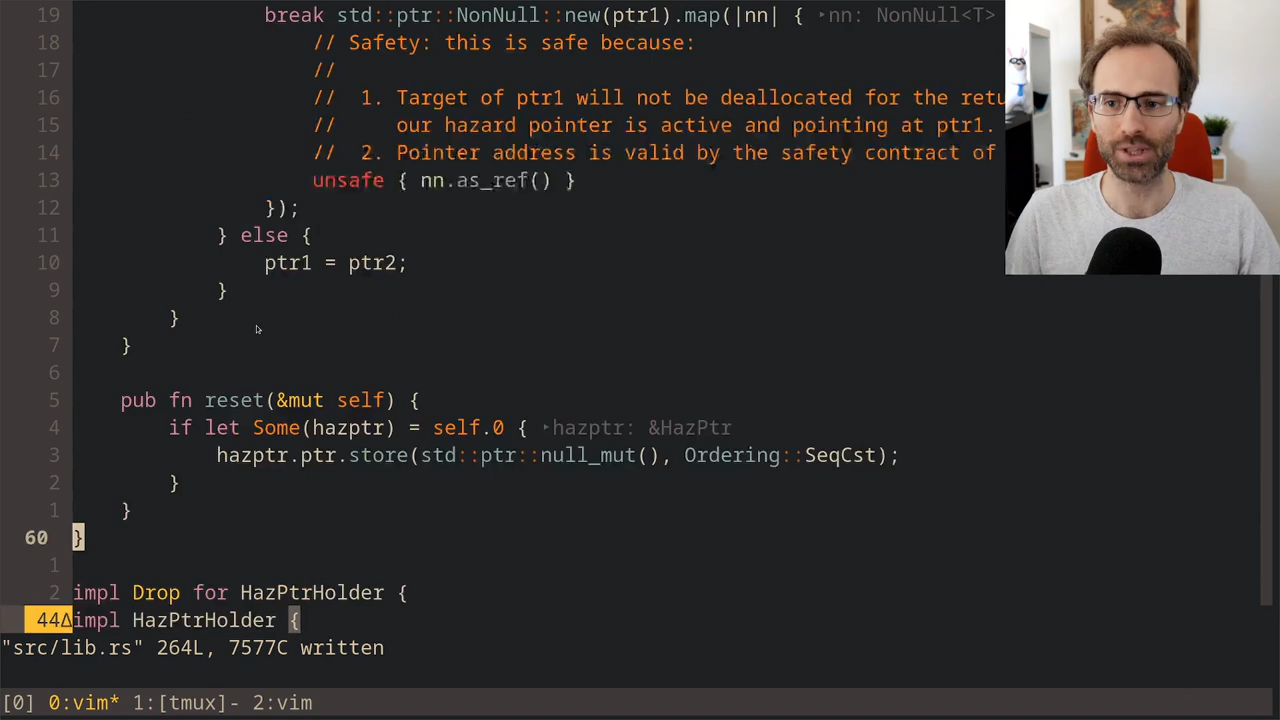 break std::ptr::NonNull::new(ptr1).map(|nn| { ‣nn: NonNull<T>
18 // Safety: this is safe because:
17 //
16 //  1. Target of ptr1 will not be deallocated for the retu
15 //     our hazard pointer is active and pointing at ptr1.
14 //  2. Pointer address is valid by the safety contract of
13 unsafe { nn.as_ref() }
12 });
11 } else {
10 ptr1 = ptr2;
9 }
8 }
7 }
6
5 pub fn reset(&mut self) {
4 if let Some(hazptr) = self.0 { ‣hazptr: &HazPtr
3 hazptr.ptr.store(std::ptr::null_mut(), Ordering::SeqCst);
2 }
1 }
60 }
1
2 impl Drop for HazPtrHolder {
44Δimpl HazPtrHolder {
"src/lib.rs" 264L, 7577C written
[0] 0:vim* 1:[tmux]- 2:vim